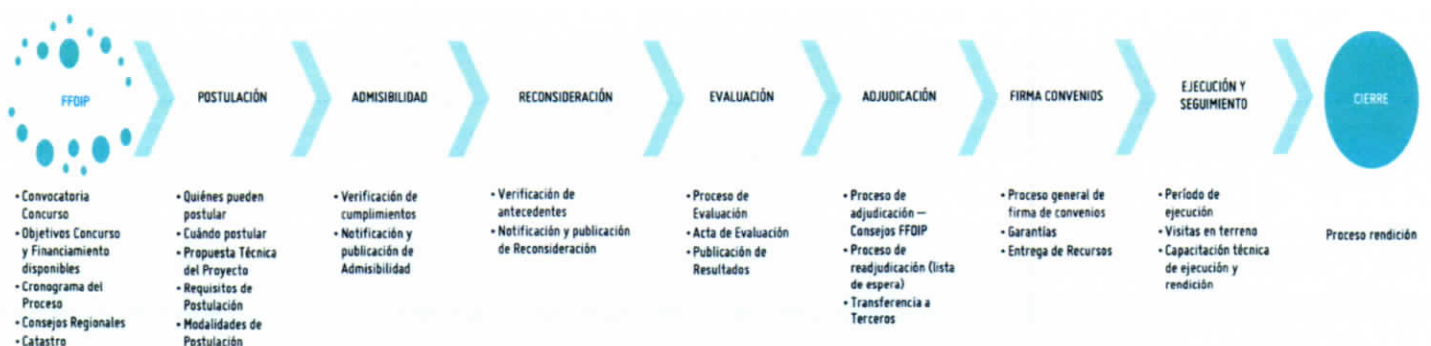 FFOIP
POSTULACIÓN
ADMISIBILIDAD
RECONSIDERACIÓN
EVALUACIÓN
ADJUDICACIÓN
FIRMA CONVENIOS
EJECUCIÓN Y
SEGUIMIENTO
CIERRE
• Convocatoria
Concurso
• Objetivos Concurso
y Financiamiento
disponibles
• Cronograma del
Proceso
• Consejos Regionales
• Catastro
• Quiénes pueden
postular
• Cuándo postular
• Propuesta Técnica
del Proyecto
• Requisitos de
Postulación
• Modalidades de
Postulación
• Verificación de
cumplimientos
• Notificación y
publicación de
Admisibilidad
• Verificación de
antecedentes
• Notificación y publicación
de Reconsideración
• Proceso de
Evaluación
• Acta de Evaluación
• Publicación de
Resultados
• Proceso de
adjudicación —
Consejos FFOIP
• Proceso de
readjudicación (lista
de espera)
• Transferencia a
Terceros
• Proceso general de
firma de convenios
• Garantías
• Entrega de Recursos
• Período de
ejecución
• Visitas en terreno
• Capacitación técnica
de ejecución y
rendición
Proceso rendición